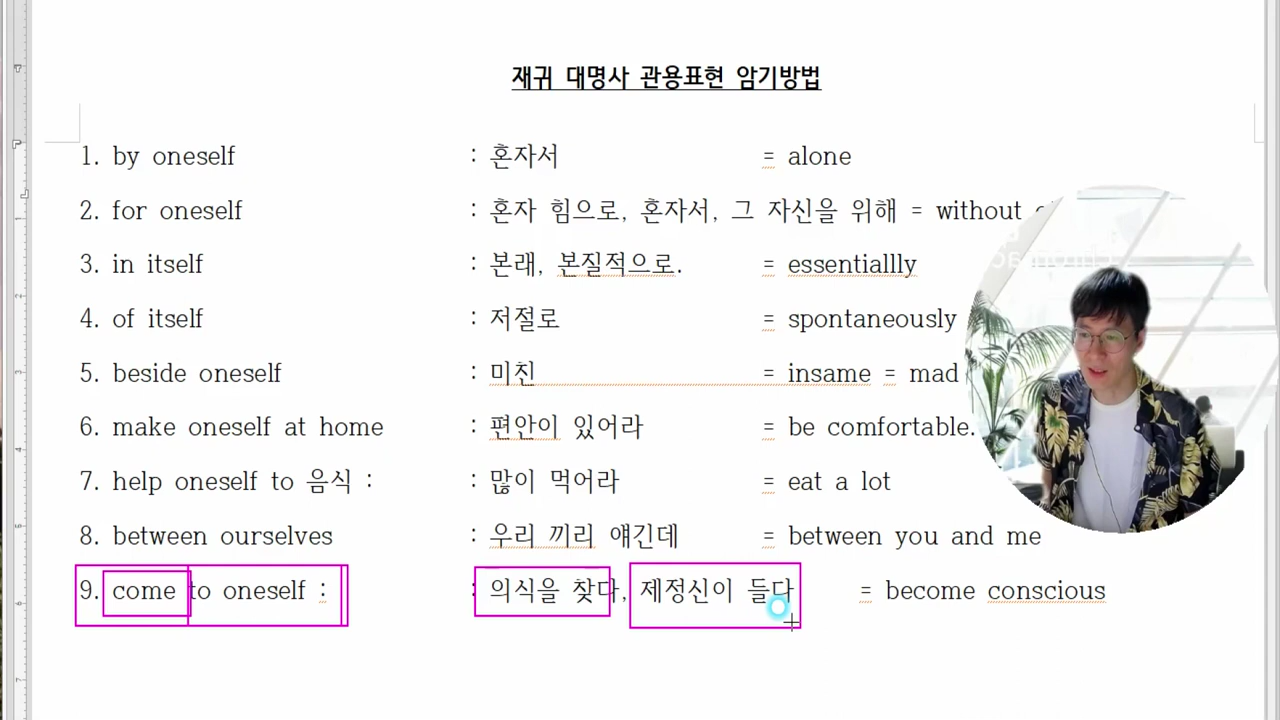 재귀 대명사 관용표현 암기방법
1. by oneself : 혼자서 = alone
2. for oneself : 혼자 힘으로, 혼자서, 그 자신을 위해 = without
3. in itself : 본래, 본질적으로. = essentiallly
4. of itself : 저절로 = spontaneously
5. beside oneself : 미친 = insame = mad
6. make oneself at home : 편안이 있어라 = be comfortable.
7. help oneself to 음식 : : 많이 먹어라 = eat a lot
8. between ourselves : 우리 끼리 얘긴데 = between you and me
9. come to oneself : : 의식을 찾다, 제정신이 들다 = become conscious